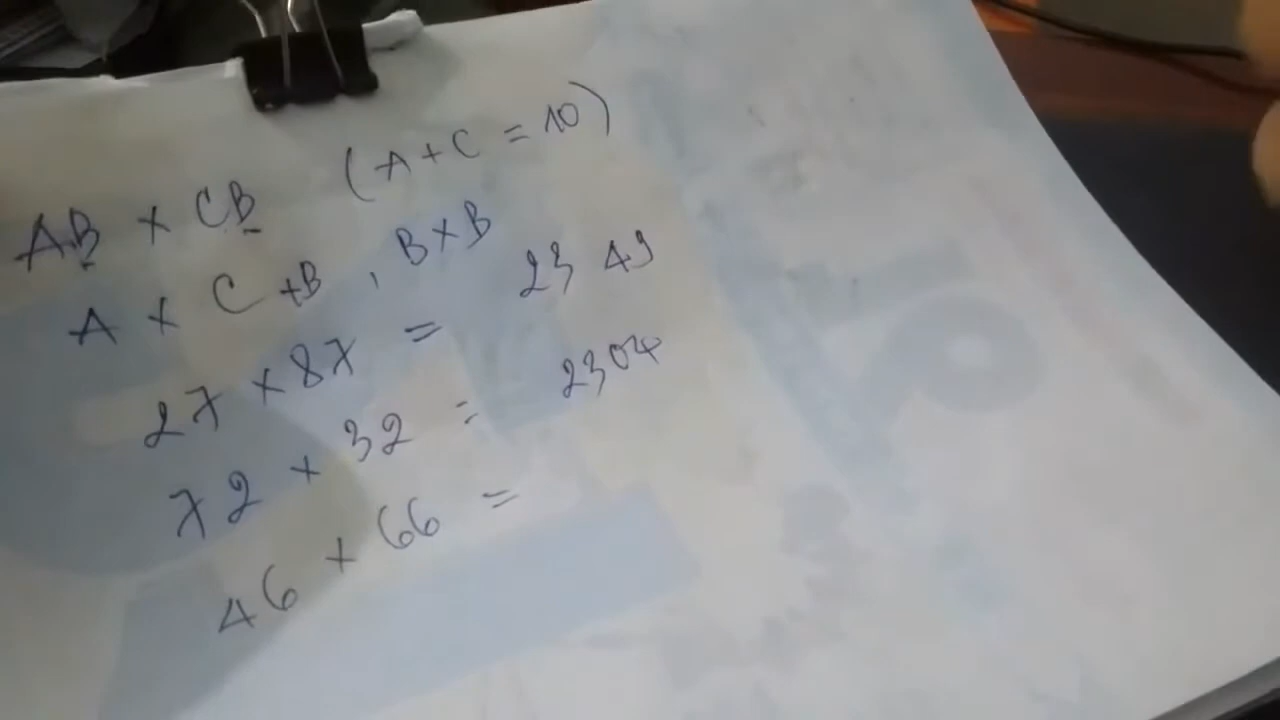 AB × CB (A+C = 10)
A × C +B , B×B
27 × 87 = 23 49
72 × 32 = 2304
46 × 66 =